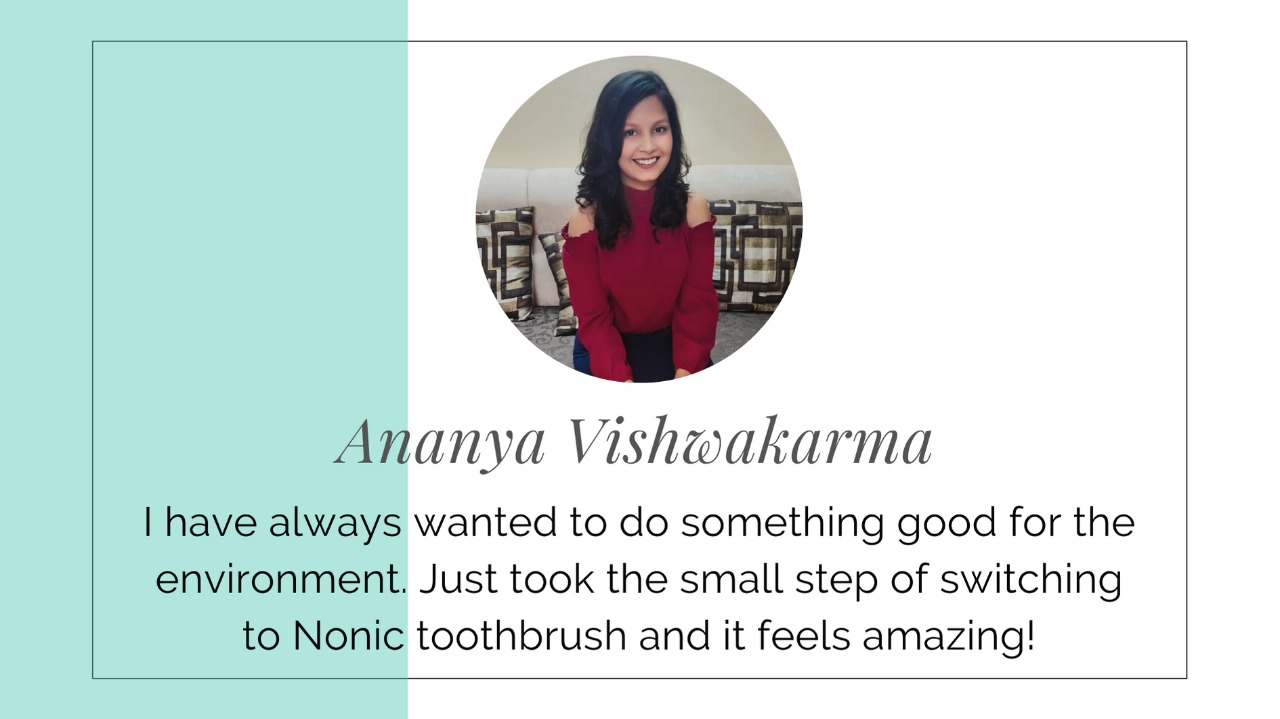 Ananya Vishwakarma
I have always wanted to do something good for the
environment. Just took the small step of switching
to Nonic toothbrush and it feels amazing!